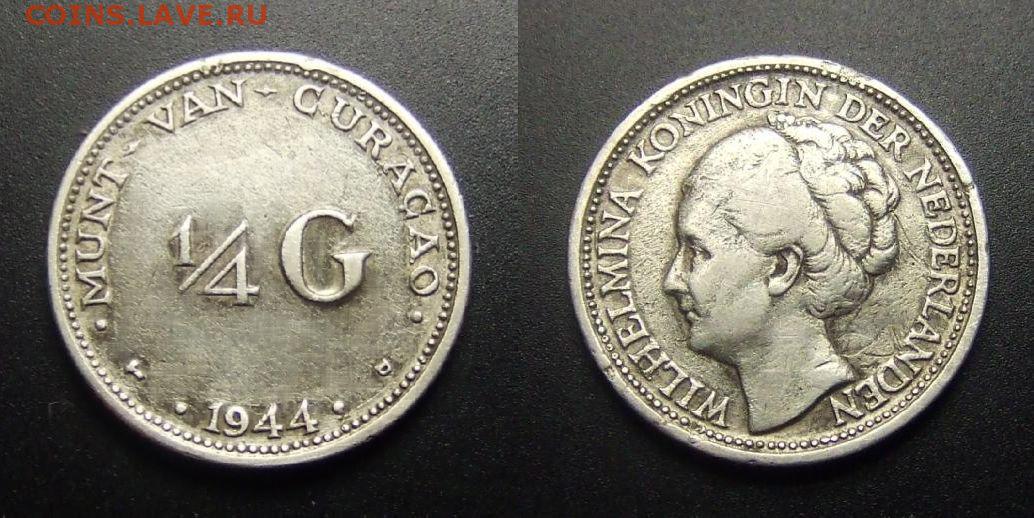 COINS.LAVE.RU
MUNT VAN CURAÇAO
1/4 G
D
· 1944 ·
WILHELMINA KONINGIN DER NEDERLANDEN